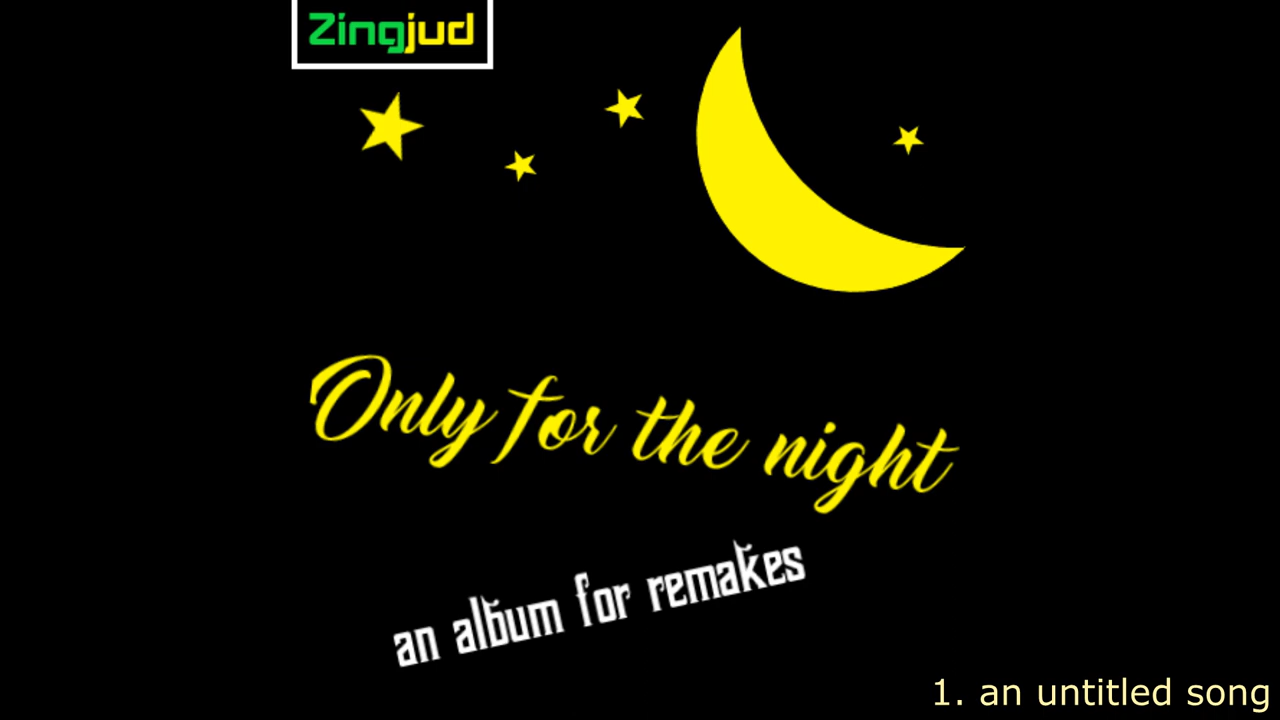 Zingjud
Only for the night
an album for remakes
1. an untitled song